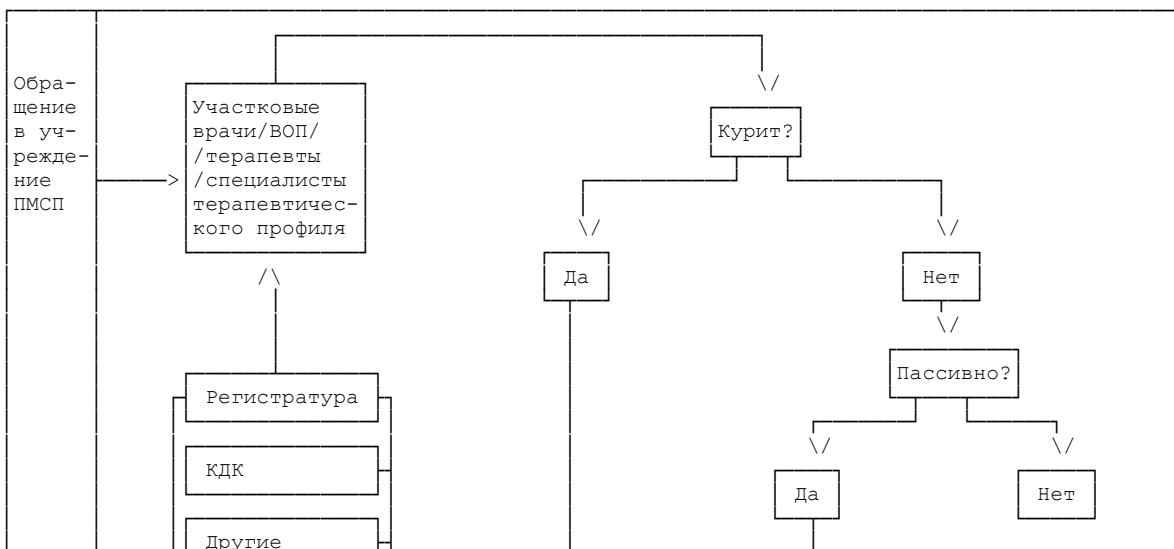 Обра-
щение
в уч-
режде-
ние
ПМСП
Участковые
врачи/ВОП/
/терапевты
/специалисты
терапевтичес-
кого профиля
Курит?
Да
Нет
Пассивно?
Регистратура
КДК
Да
Нет
Другие